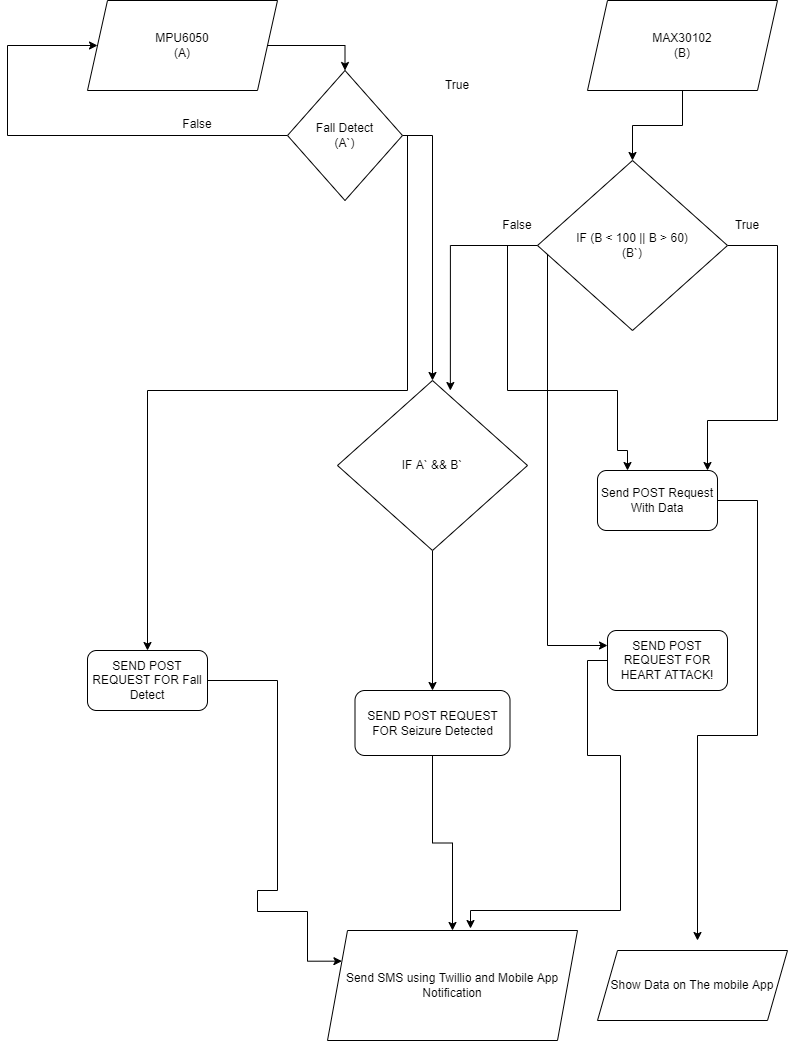 MPU6050
(A)
MAX30102
(B)
True
False
Fall Detect
(A`)
False
True
IF (B < 100 || B > 60)
(B`)
IF A` && B`
Send POST Request
With Data
SEND POST
REQUEST FOR
HEART ATTACK!
SEND POST
REQUEST FOR Fall
Detect
SEND POST REQUEST
FOR Seizure Detected
Send SMS using Twillio and Mobile App
Notification
Show Data on The mobile App